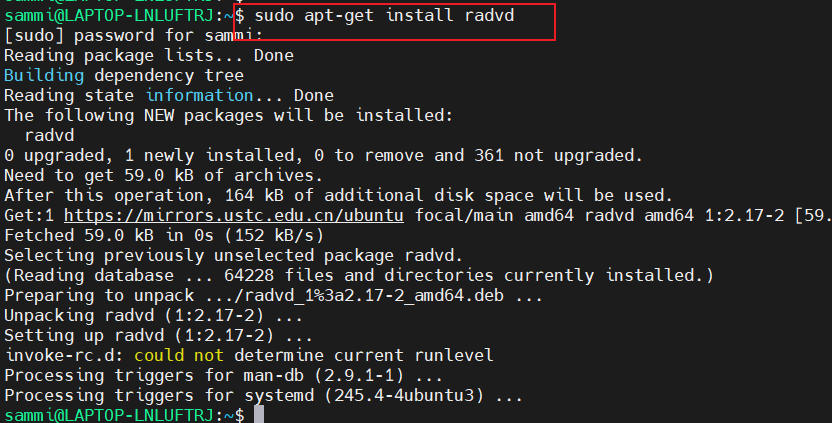 sammi@LAPTOP-LNLUFTRJ:~$ sudo apt-get install radvd
[sudo] password for sammi:
Reading package lists... Done
Building dependency tree
Reading state information... Done
The following NEW packages will be installed:
  radvd
0 upgraded, 1 newly installed, 0 to remove and 361 not upgraded.
Need to get 59.0 kB of archives.
After this operation, 164 kB of additional disk space will be used.
Get:1 https://mirrors.ustc.edu.cn/ubuntu focal/main amd64 radvd amd64 1:2.17-2 [59.
Fetched 59.0 kB in 0s (152 kB/s)
Selecting previously unselected package radvd.
(Reading database ... 64228 files and directories currently installed.)
Preparing to unpack .../radvd_1%3a2.17-2_amd64.deb ...
Unpacking radvd (1:2.17-2) ...
Setting up radvd (1:2.17-2) ...
invoke-rc.d: could not determine current runlevel
Processing triggers for man-db (2.9.1-1) ...
Processing triggers for systemd (245.4-4ubuntu3) ...
sammi@LAPTOP-LNLUFTRJ:~$